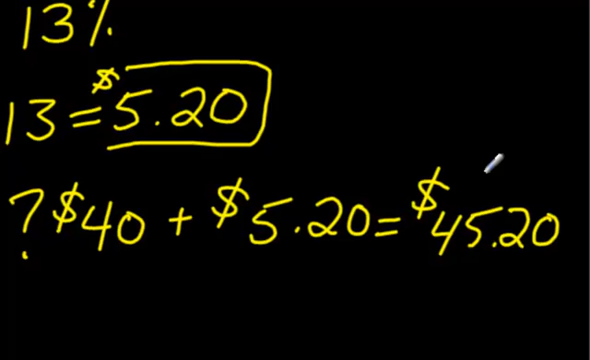 13%
13 = $5.20
? $40 + $5.20 = $45.20